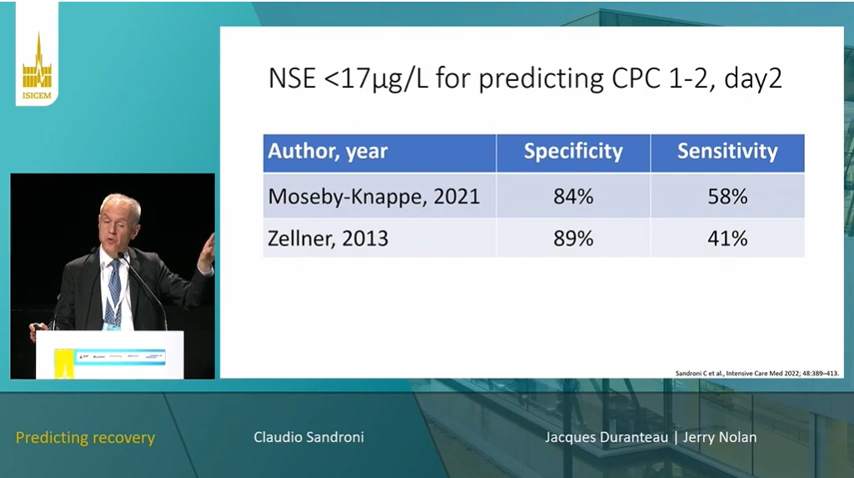 ISICEM
NSE <17µg/L for predicting CPC 1-2, day2
Author, year Specificity Sensitivity
Moseby-Knappe, 2021 84% 58%
Zellner, 2013 89% 41%
Sandroni C et al., Intensive Care Med 2022; 48:389–413.
Predicting recovery Claudio Sandroni Jacques Duranteau | Jerry Nolan